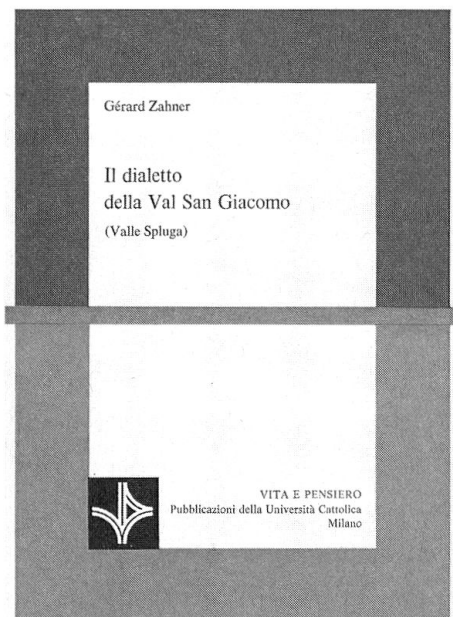 Gérard Zahner
Il dialetto
della Val San Giacomo
(Valle Spluga)
VITA E PENSIERO
Pubblicazioni della Università Cattolica
Milano